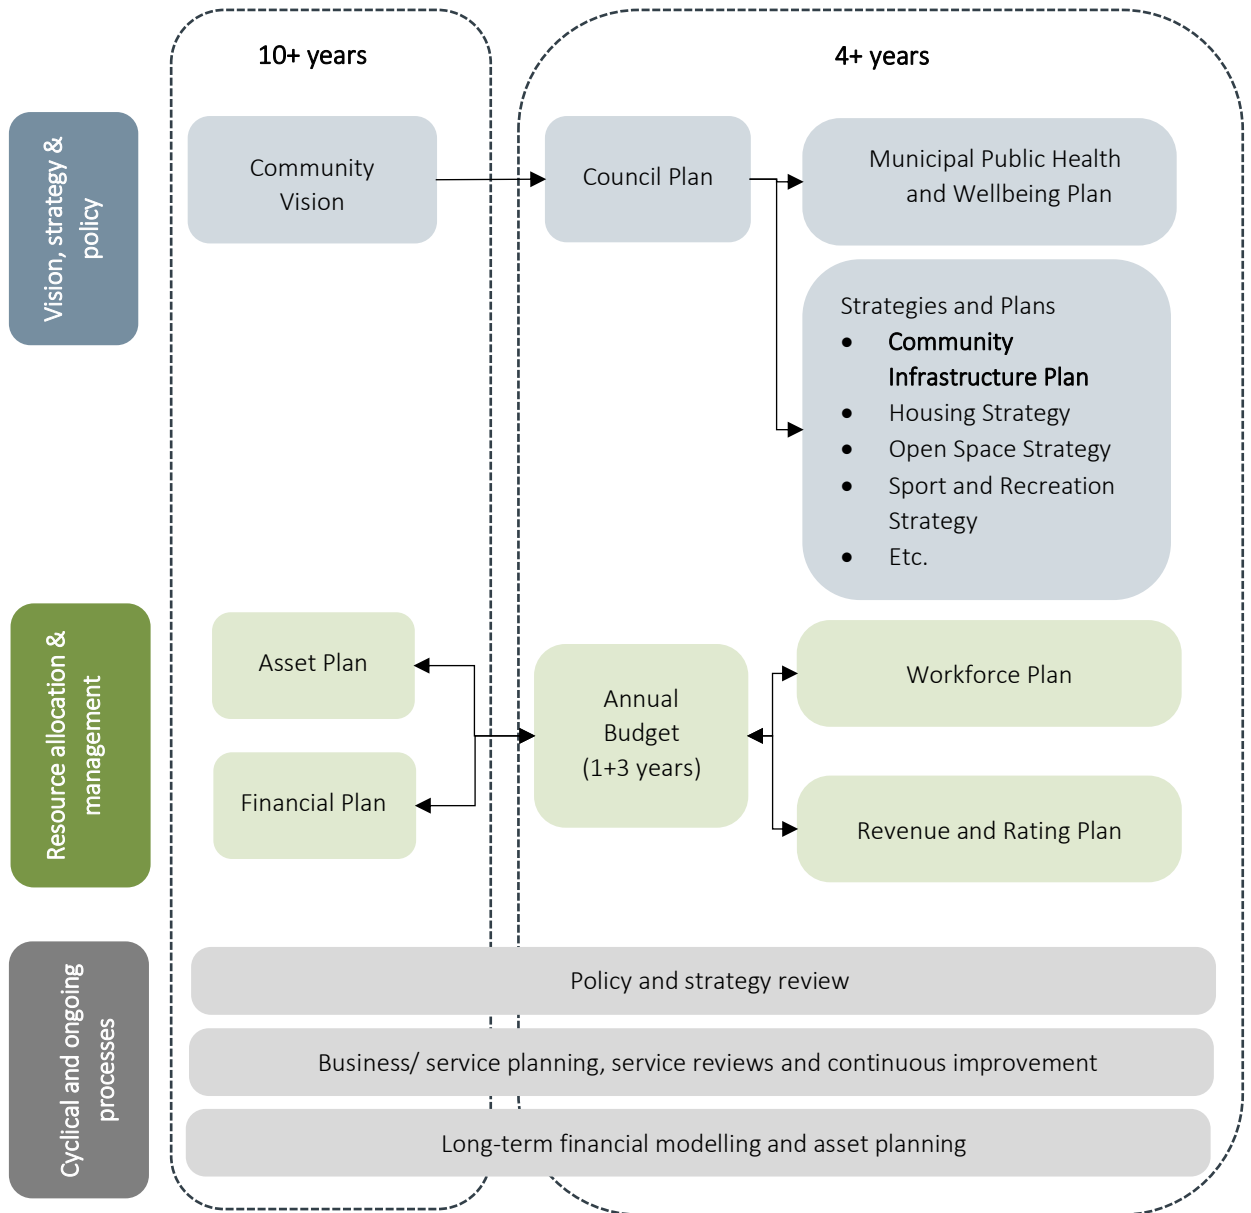 10+ years
4+ years
Vision, strategy &
policy
Community
Vision
Council Plan
Municipal Public Health
and Wellbeing Plan
Strategies and Plans
• Community
Infrastructure Plan
• Housing Strategy
• Open Space Strategy
• Sport and Recreation
Strategy
• Etc.
Resource allocation &
management
Asset Plan
Financial Plan
Annual
Budget
(1+3 years)
Workforce Plan
Revenue and Rating Plan
Cyclical and ongoing
processes
Policy and strategy review
Business/ service planning, service reviews and continuous improvement
Long-term financial modelling and asset planning